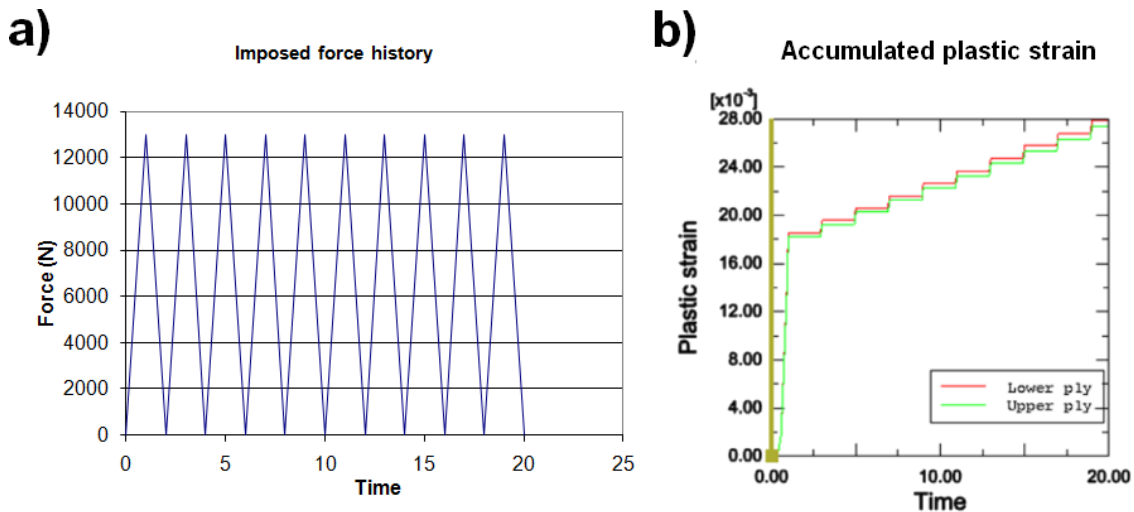 a)
Imposed force history
14000
12000
10000
8000
6000
4000
2000
0
Force (N)
0 5 10 15 20 25
Time
b)
Accumulated plastic strain
[x10⁻³]
28.00
24.00
20.00
16.00
12.00
8.00
4.00
0.00
Plastic strain
Lower ply
Upper ply
0.00 10.00 20.00
Time